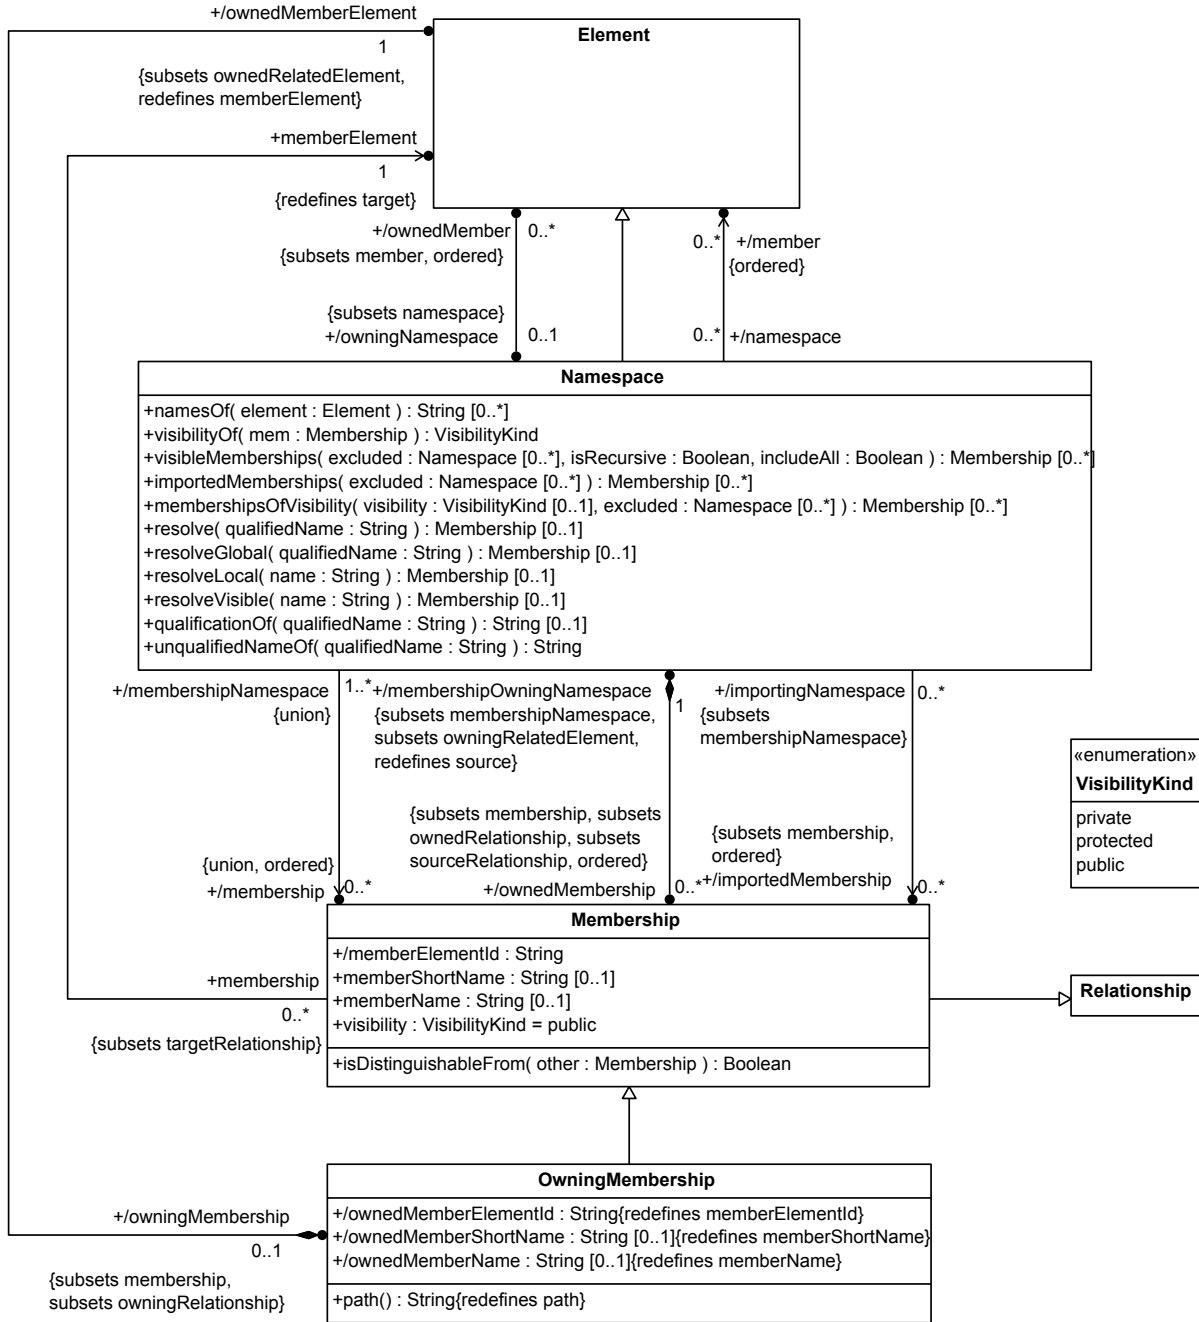 +/ownedMemberElement
1
{subsets ownedRelatedElement,
redefines memberElement}
Element
+memberElement
1
{redefines target}
+/ownedMember
0..*
{subsets member, ordered}
0..*
+/member
{ordered}
{subsets namespace}
+/owningNamespace
0..1
0..*
+/namespace
Namespace
+namesOf( element : Element ) : String [0..*]
+visibilityOf( mem : Membership ) : VisibilityKind
+visibleMemberships( excluded : Namespace [0..*], isRecursive : Boolean, includeAll : Boolean ) : Membership [0..*]
+importedMemberships( excluded : Namespace [0..*] ) : Membership [0..*]
+membershipsOfVisibility( visibility : VisibilityKind [0..1], excluded : Namespace [0..*] ) : Membership [0..*]
+resolve( qualifiedName : String ) : Membership [0..1]
+resolveGlobal( qualifiedName : String ) : Membership [0..1]
+resolveLocal( name : String ) : Membership [0..1]
+resolveVisible( name : String ) : Membership [0..1]
+qualificationOf( qualifiedName : String ) : String [0..1]
+unqualifiedNameOf( qualifiedName : String ) : String
+/membershipNamespace
1..*
{union}
+/membershipOwningNamespace
1
{subsets membershipNamespace,
subsets owningRelatedElement,
redefines source}
+/importingNamespace
0..*
{subsets
membershipNamespace}
«enumeration»
VisibilityKind
private
protected
public
{union, ordered}
+/membership
0..*
{subsets membership, subsets
ownedRelationship, subsets
sourceRelationship, ordered}
+/ownedMembership
0..*
{subsets membership,
ordered}
+/importedMembership
0..*
Membership
+/memberElementId : String
+memberShortName : String [0..1]
+memberName : String [0..1]
+visibility : VisibilityKind = public
+isDistinguishableFrom( other : Membership ) : Boolean
+membership
0..*
{subsets targetRelationship}
Relationship
OwningMembership
+/ownedMemberElementId : String{redefines memberElementId}
+/ownedMemberShortName : String [0..1]{redefines memberShortName}
+/ownedMemberName : String [0..1]{redefines memberName}
+path() : String{redefines path}
+/owningMembership
0..1
{subsets membership,
subsets owningRelationship}